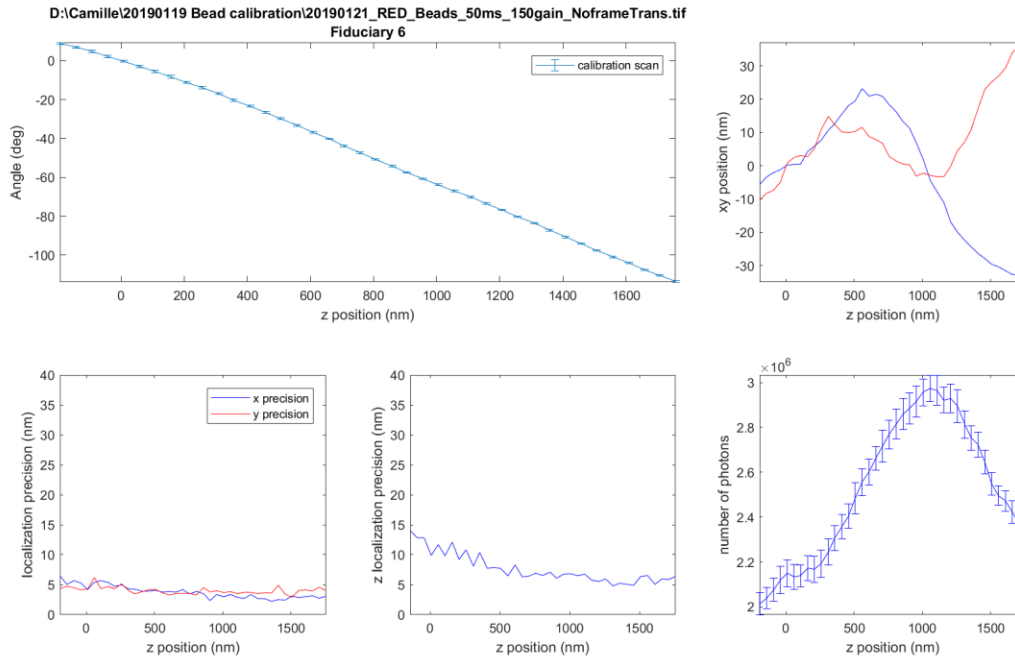 D:\Camille\20190119 Bead calibration\20190121_RED_Beads_50ms_150gain_NoframeTrans.tif
Fiduciary 6
calibration scan
Angle (deg)
0
-20
-40
-60
-80
-100
0 200 400 600 800 1000 1200 1400 1600
z position (nm)
xy position (nm)
30
20
10
0
-10
-20
-30
0 500 1000 1500
z position (nm)
x precision
y precision
localization precision (nm)
40
35
30
25
20
15
10
5
0
0 500 1000 1500
z position (nm)
z localization precision (nm)
40
35
30
25
20
15
10
5
0
0 500 1000 1500
z position (nm)
×10⁶
number of photons
3
2.8
2.6
2.4
2.2
2
0 500 1000 1500
z position (nm)